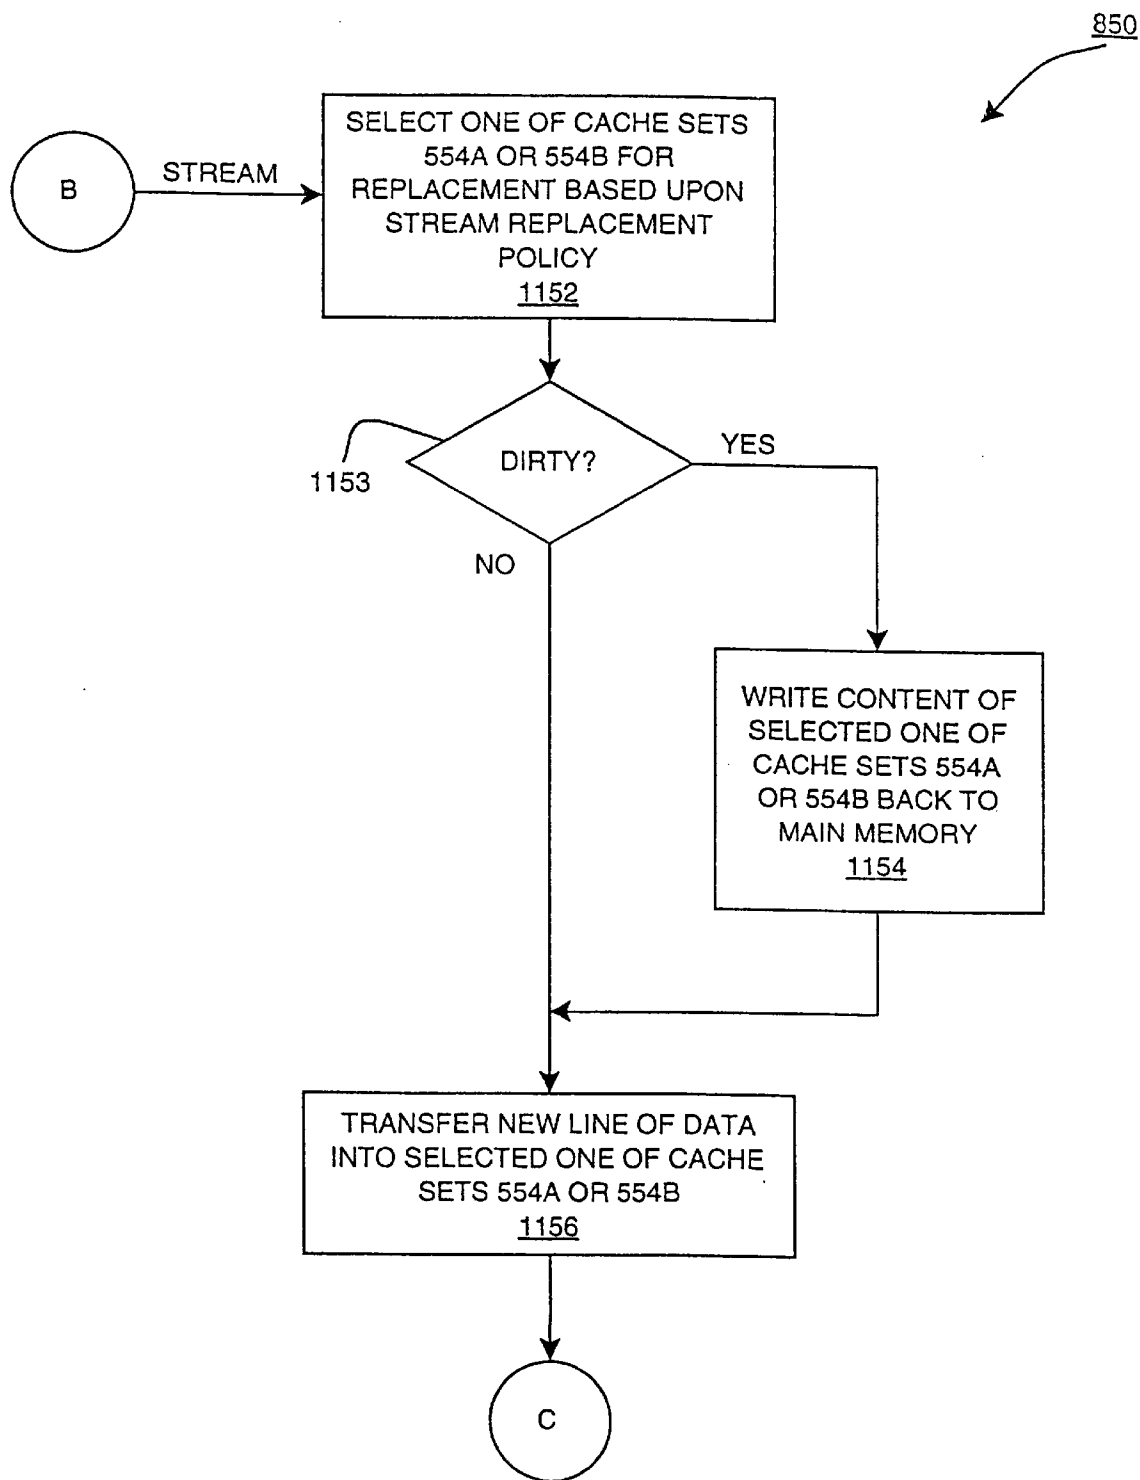 850
SELECT ONE OF CACHE SETS
554A OR 554B FOR
REPLACEMENT BASED UPON
STREAM REPLACEMENT
POLICY
1152
B
STREAM
DIRTY?
YES
1153
NO
WRITE CONTENT OF
SELECTED ONE OF
CACHE SETS 554A
OR 554B BACK TO
MAIN MEMORY
1154
TRANSFER NEW LINE OF DATA
INTO SELECTED ONE OF CACHE
SETS 554A OR 554B
1156
C